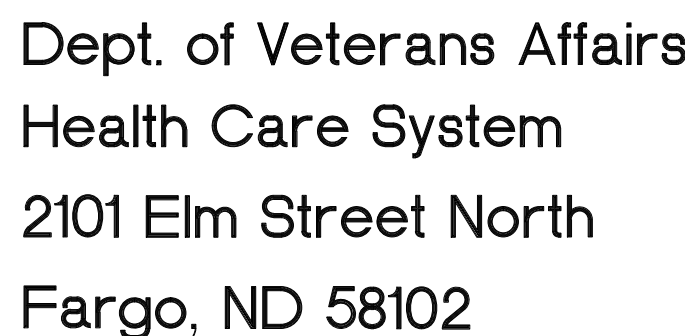 Dept. of Veterans Affairs
Health Care System
2101 Elm Street North
Fargo, ND 58102